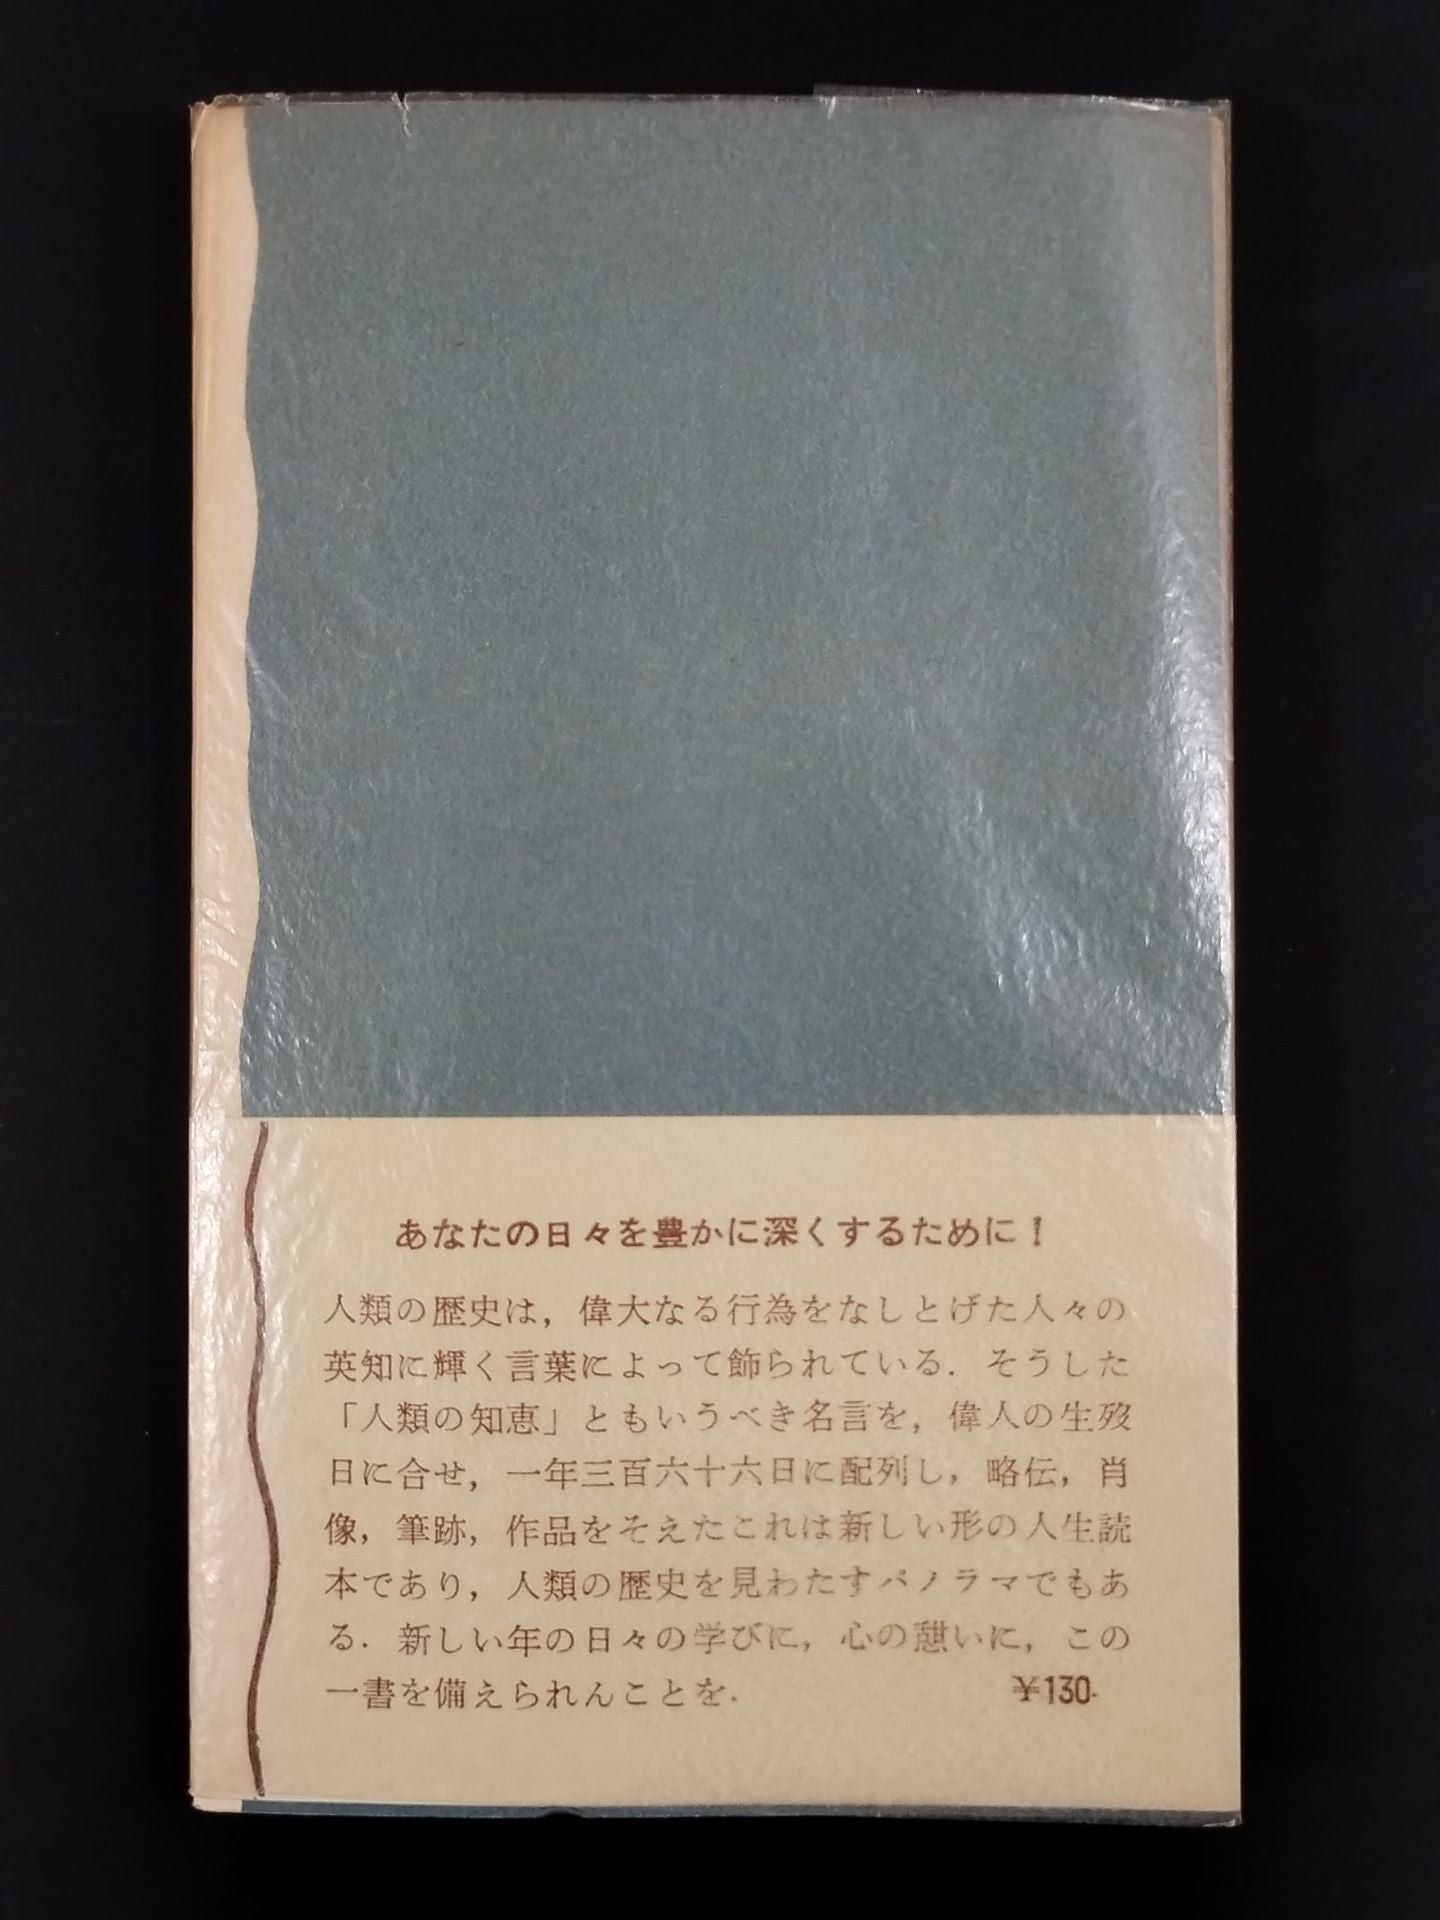 あなたの日々を豊かに深くするために！
人類の歴史は，偉大なる行為をなしとげた人々の
英知に輝く言葉によって飾られている．そうした
「人類の知恵」ともいうべき名言を，偉人の生歿
日に合せ，一年三百六十六日に配列し，略伝，肖
像，筆跡，作品をそえたこれは新しい形の人生読
本であり，人類の歴史を見わたすパノラマでもあ
る．新しい年の日々の学びに，心の憩いに，この
一書を備えられんことを．
￥130.